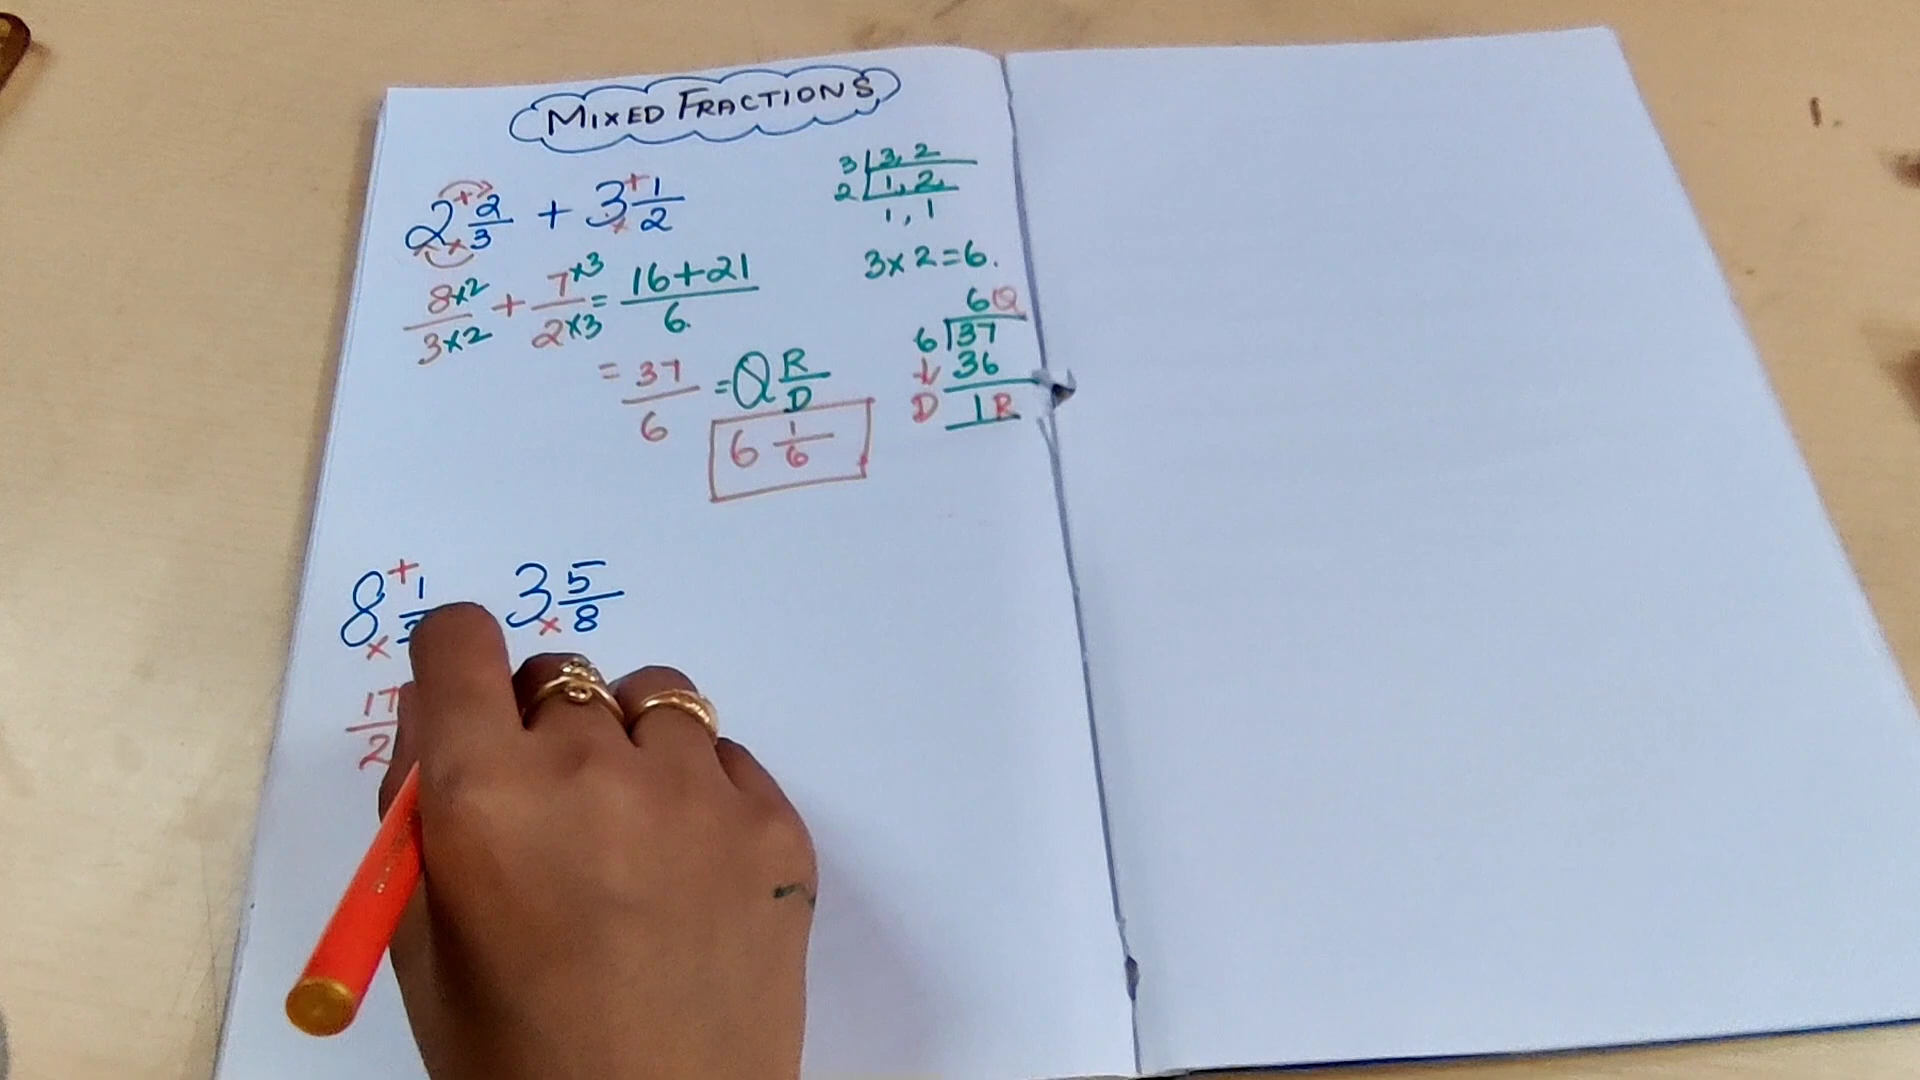 MIXED FRACTIONS
2 + 2/3 + 3 + 1/2
×    ×
8×2/3×2 + 7×3/2×3 = 16+21/6.
= 37/6 = Q R/D
6 1/6
3 | 3, 2
2 | 1, 2,
1, 1
3 x 2 = 6.
6 Q
6 | 37
↓ 36
D 1 R
8 + 1/2 3 5/8
×    ×
17/2